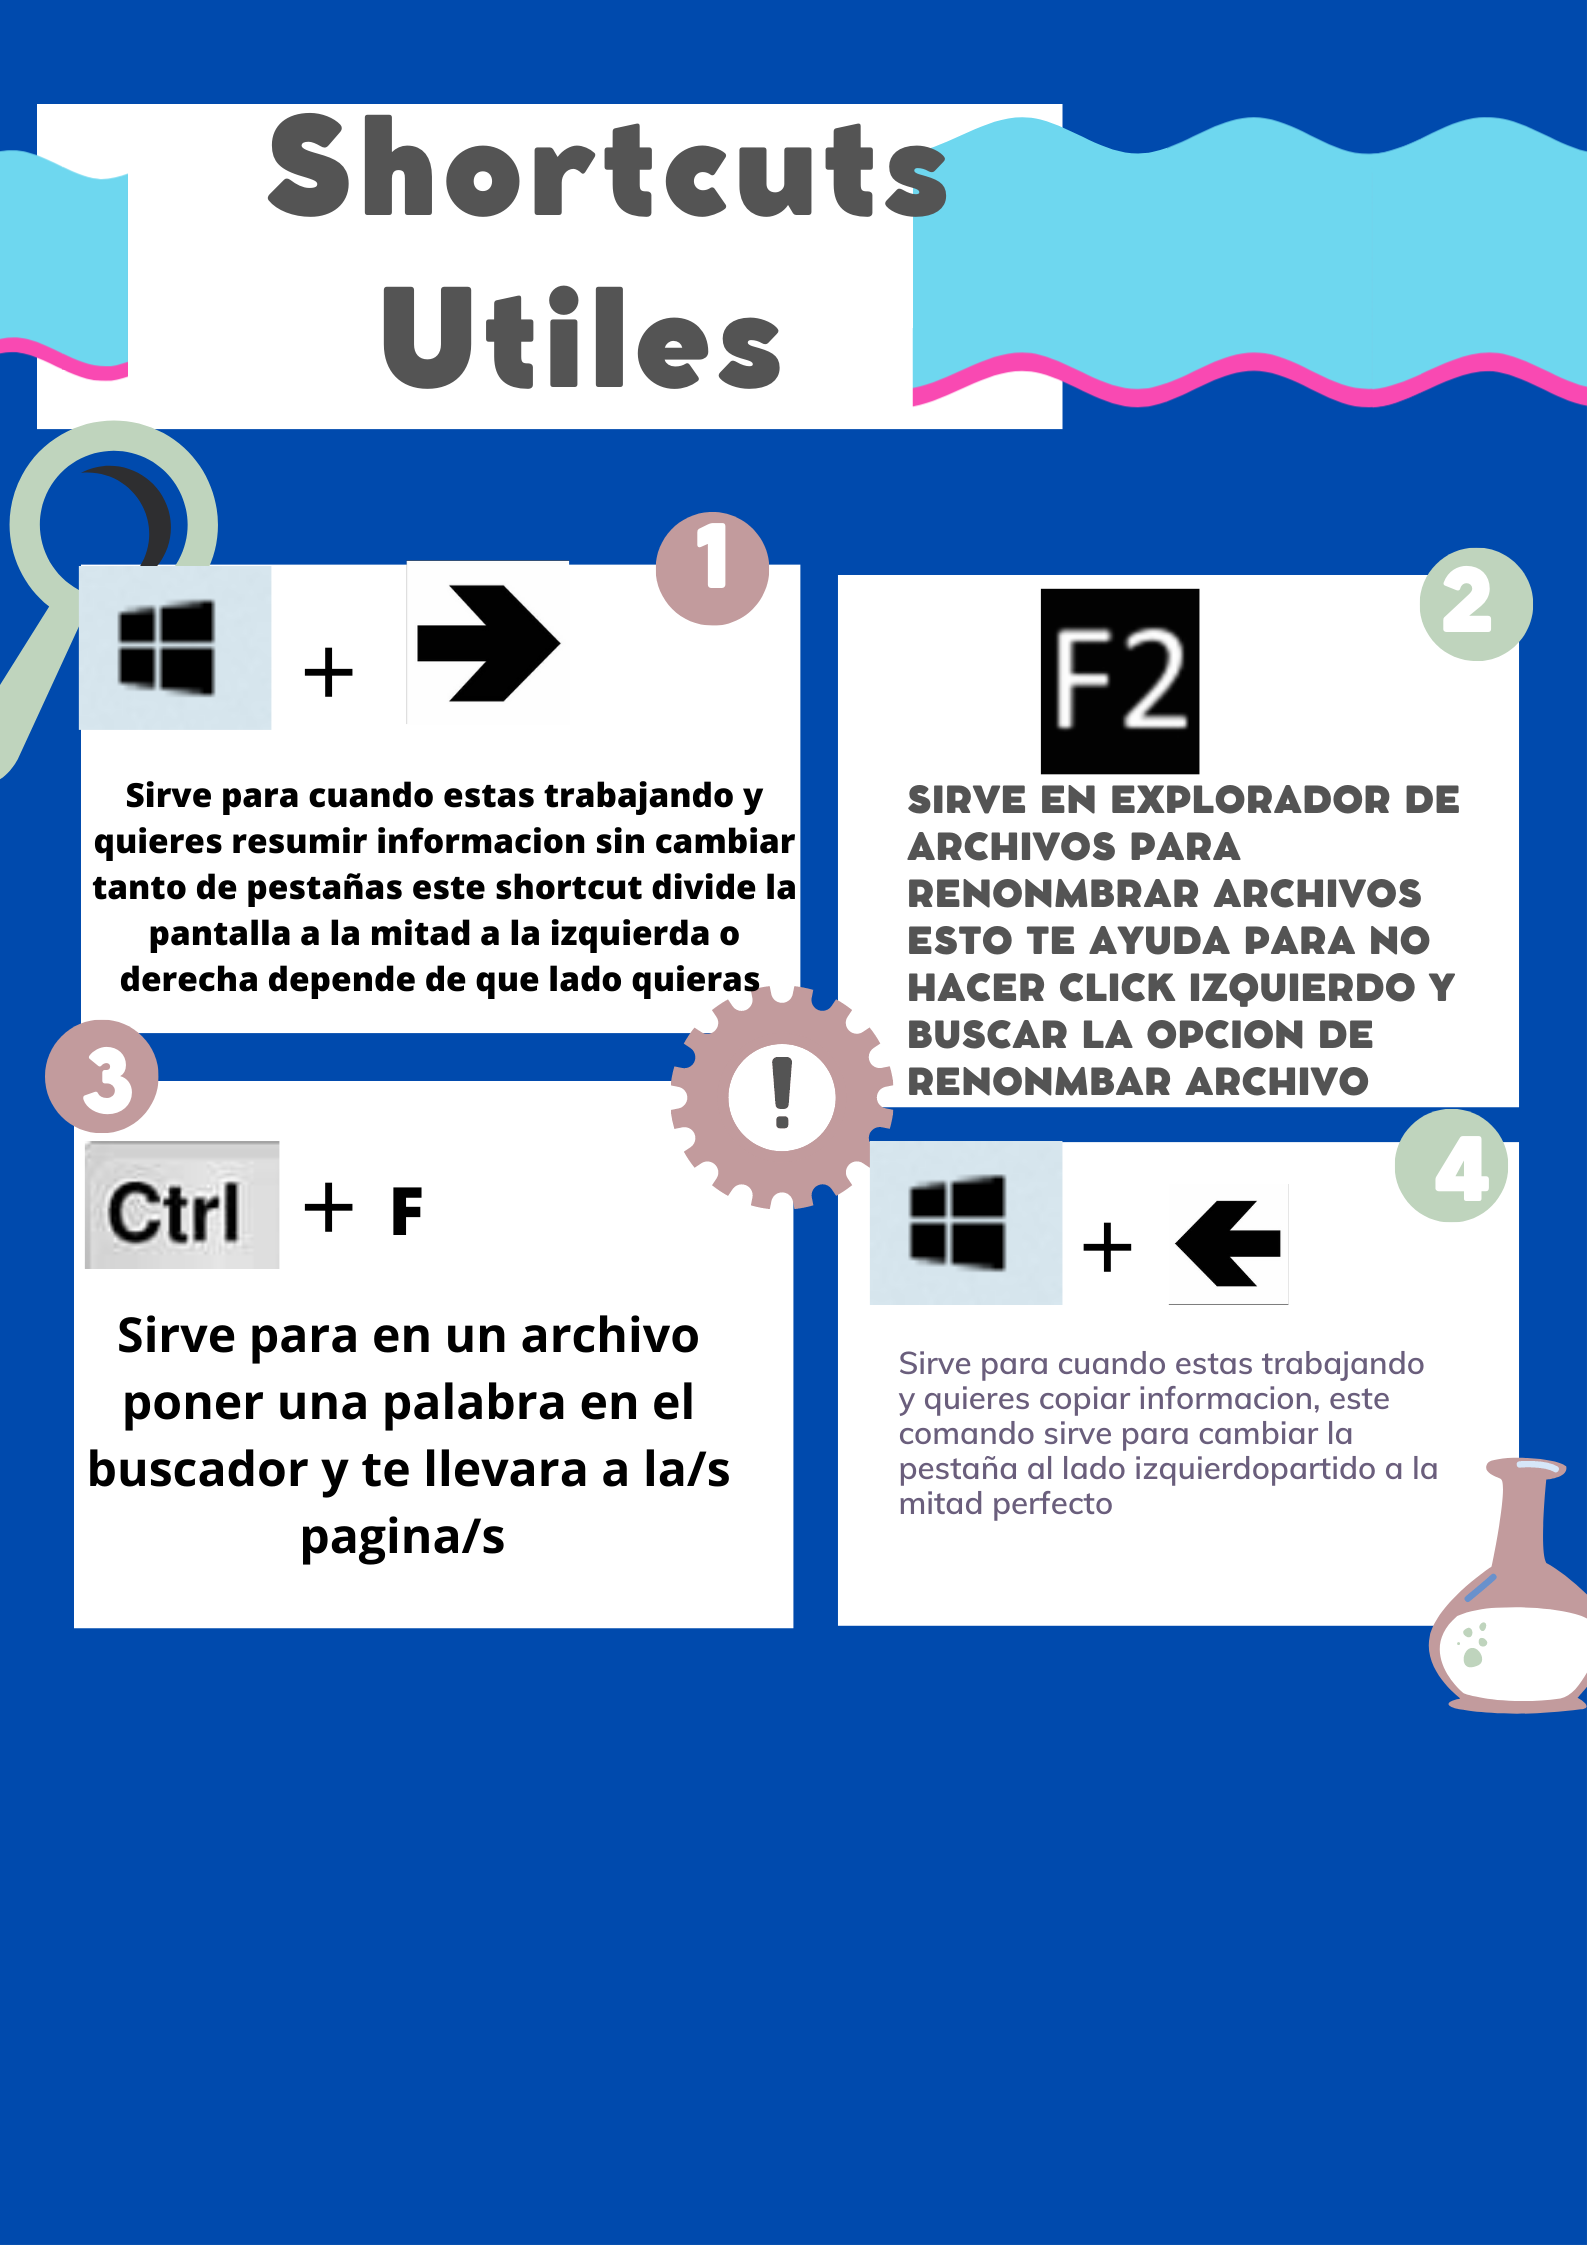 Shortcuts
Utiles
1
+
Sirve para cuando estas trabajando y
quieres resumir informacion sin cambiar
tanto de pestañas este shortcut divide la
pantalla a la mitad a la izquierda o
derecha depende de que lado quieras
2
F2
SIRVE EN EXPLORADOR DE
ARCHIVOS PARA
RENONMBRAR ARCHIVOS
ESTO TE AYUDA PARA NO
HACER CLICK IZQUIERDO Y
BUSCAR LA OPCION DE
RENONMBAR ARCHIVO
3
Ctrl + F
Sirve para en un archivo
poner una palabra en el
buscador y te llevara a la/s
pagina/s
!
4
+
Sirve para cuando estas trabajando
y quieres copiar informacion, este
comando sirve para cambiar la
pestaña al lado izquierdopartido a la
mitad perfecto